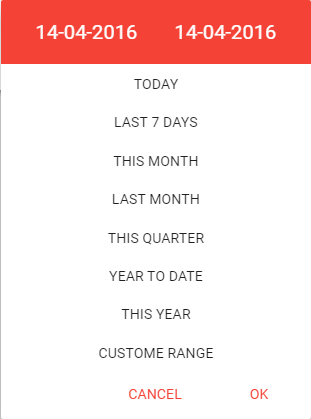 14-04-2016 14-04-2016
TODAY
LAST 7 DAYS
THIS MONTH
LAST MONTH
THIS QUARTER
YEAR TO DATE
THIS YEAR
CUSTOME RANGE
CANCEL OK